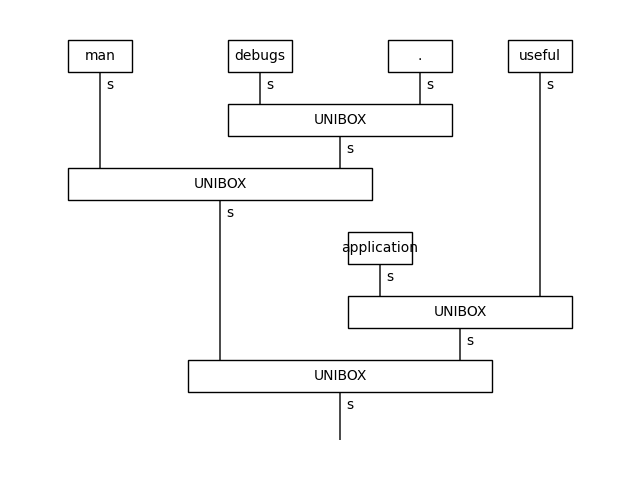 man debugs . useful
s s s s
UNIBOX
s
UNIBOX
s
application
s
UNIBOX
s
UNIBOX
s